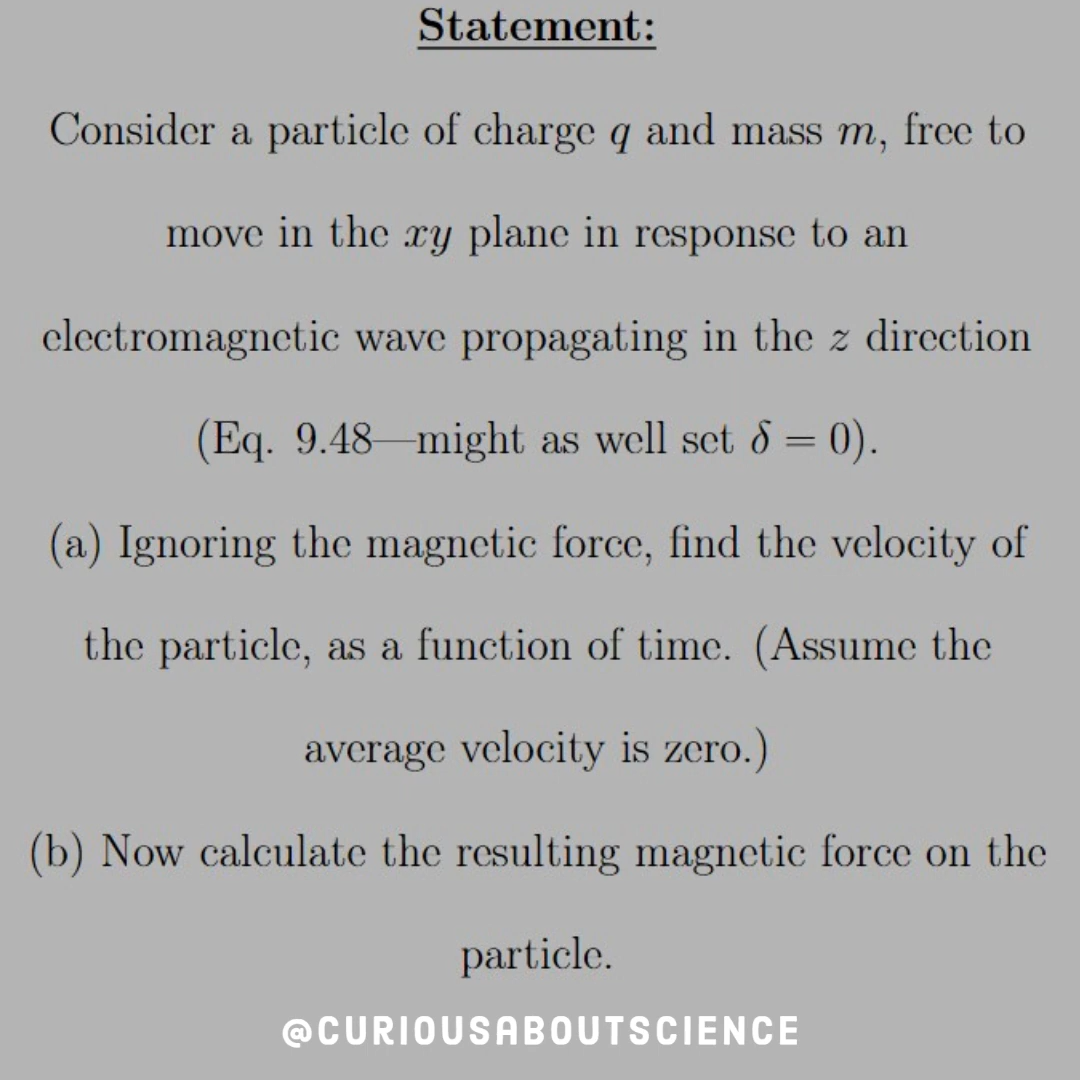 Statement:
Consider a particle of charge q and mass m, free to
move in the xy plane in response to an
electromagnetic wave propagating in the z direction
(Eq. 9.48—might as well set δ = 0).
(a) Ignoring the magnetic force, find the velocity of
the particle, as a function of time. (Assume the
average velocity is zero.)
(b) Now calculate the resulting magnetic force on the
particle.
@CURIOUSABOUTSCIENCE